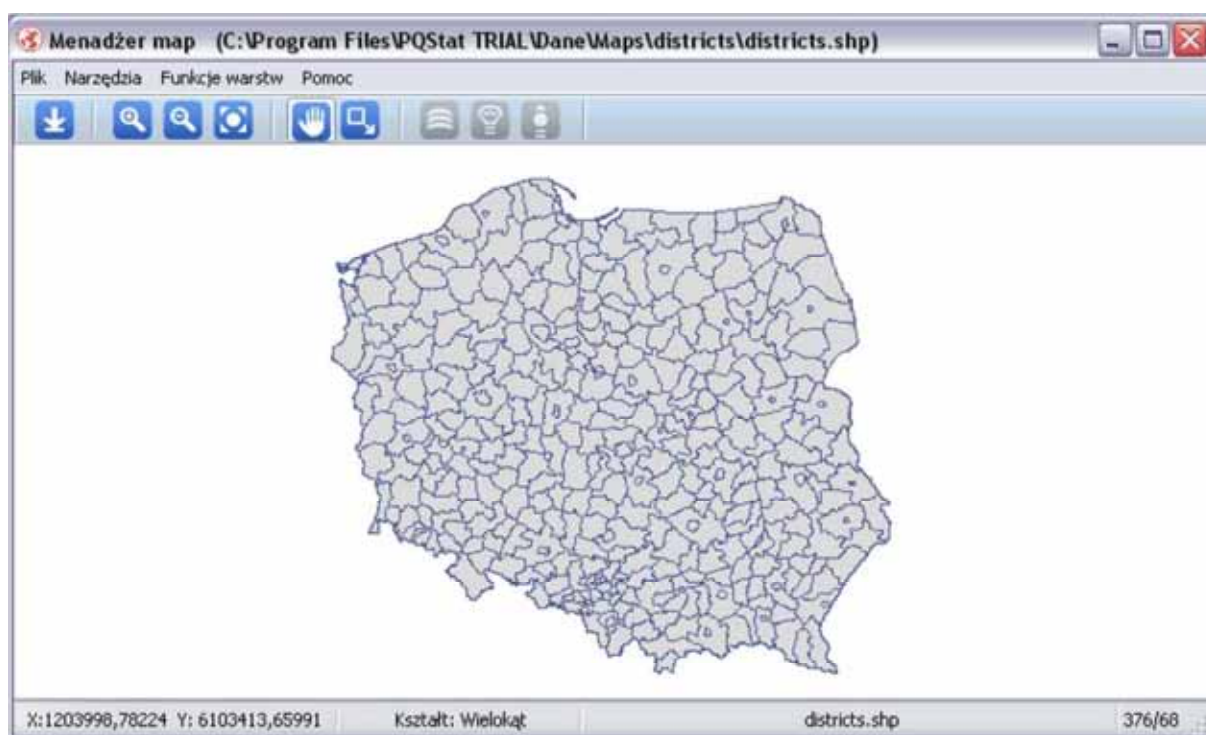 Menadżer map (C:\Program Files\PQStat TRIAL\Dane\Maps\districts\districts.shp)
Plik Narzędzia Funkcje warstw Pomoc
X:1203998,78224 Y: 6103413,65991 Kształt: Wielokąt districts.shp 376/68